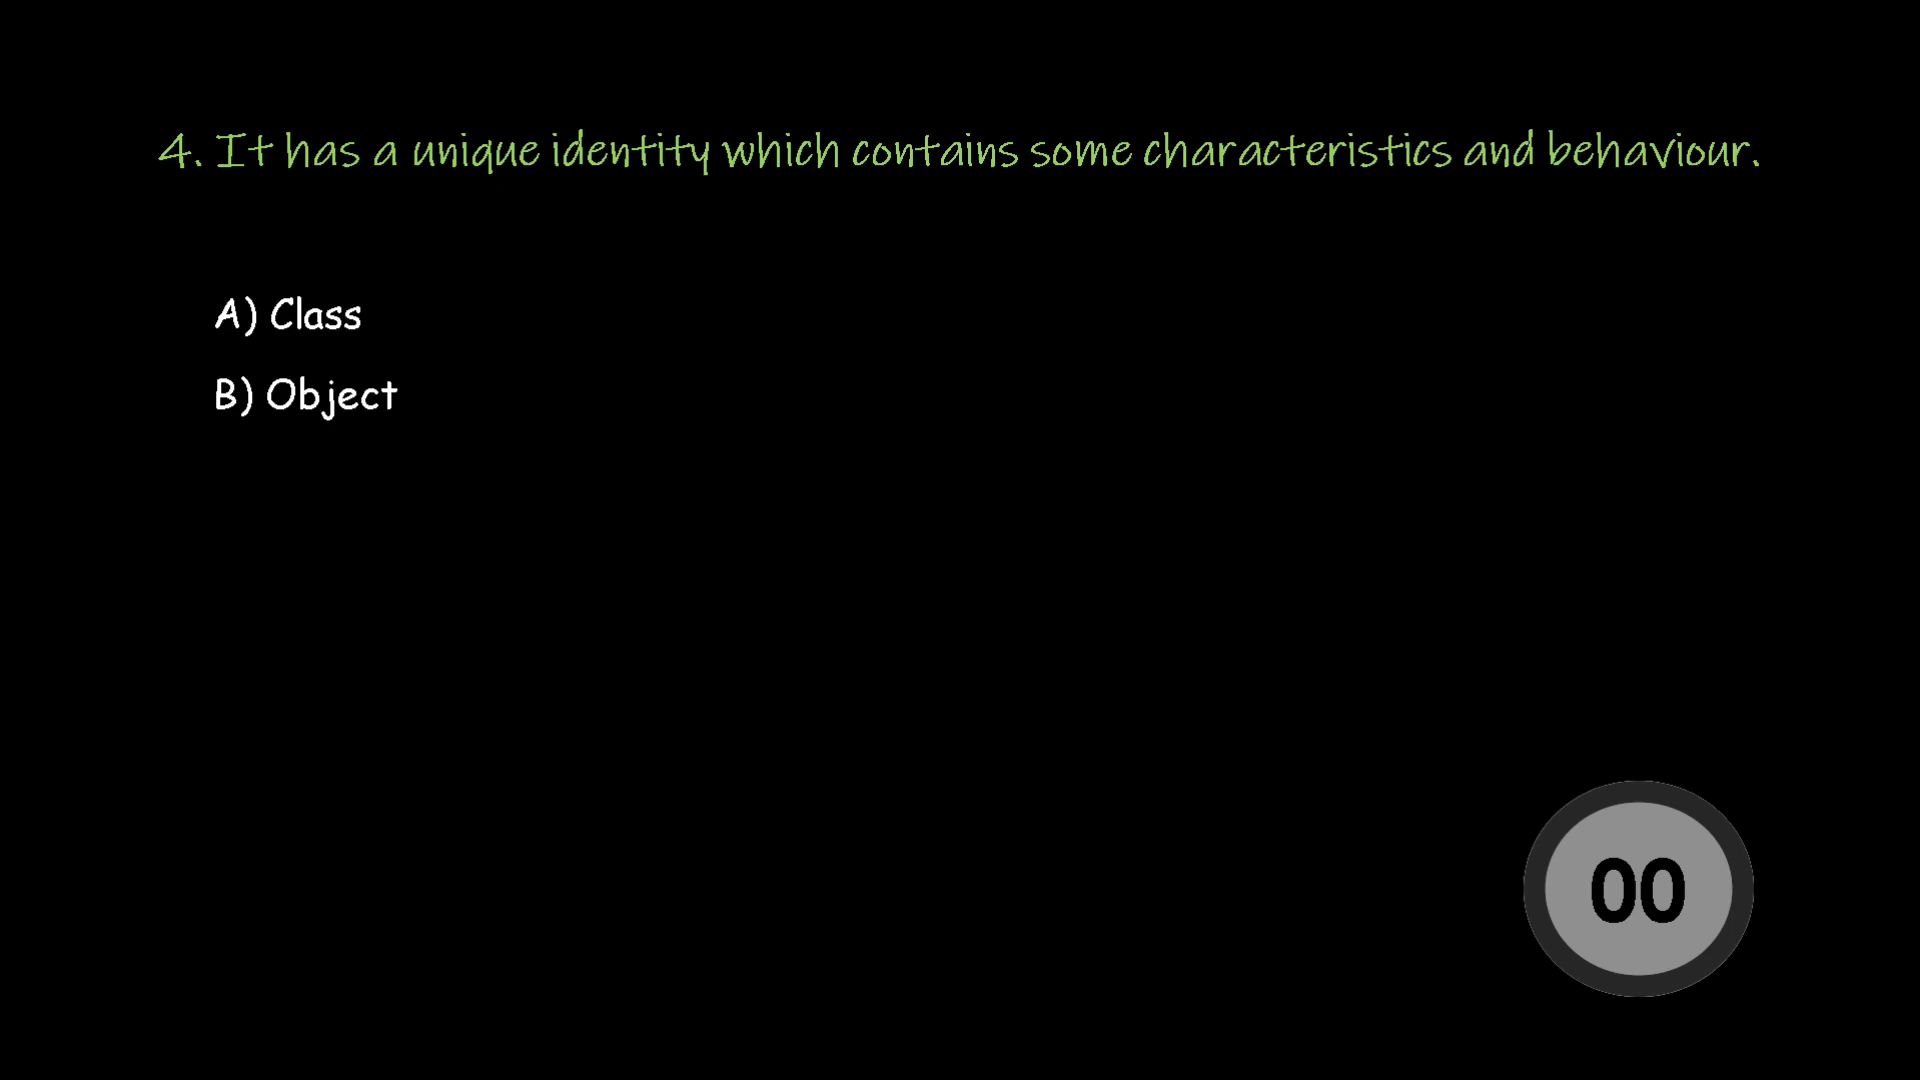 4. It has a unique identity which contains some characteristics and behaviour.
A) Class
B) Object
00